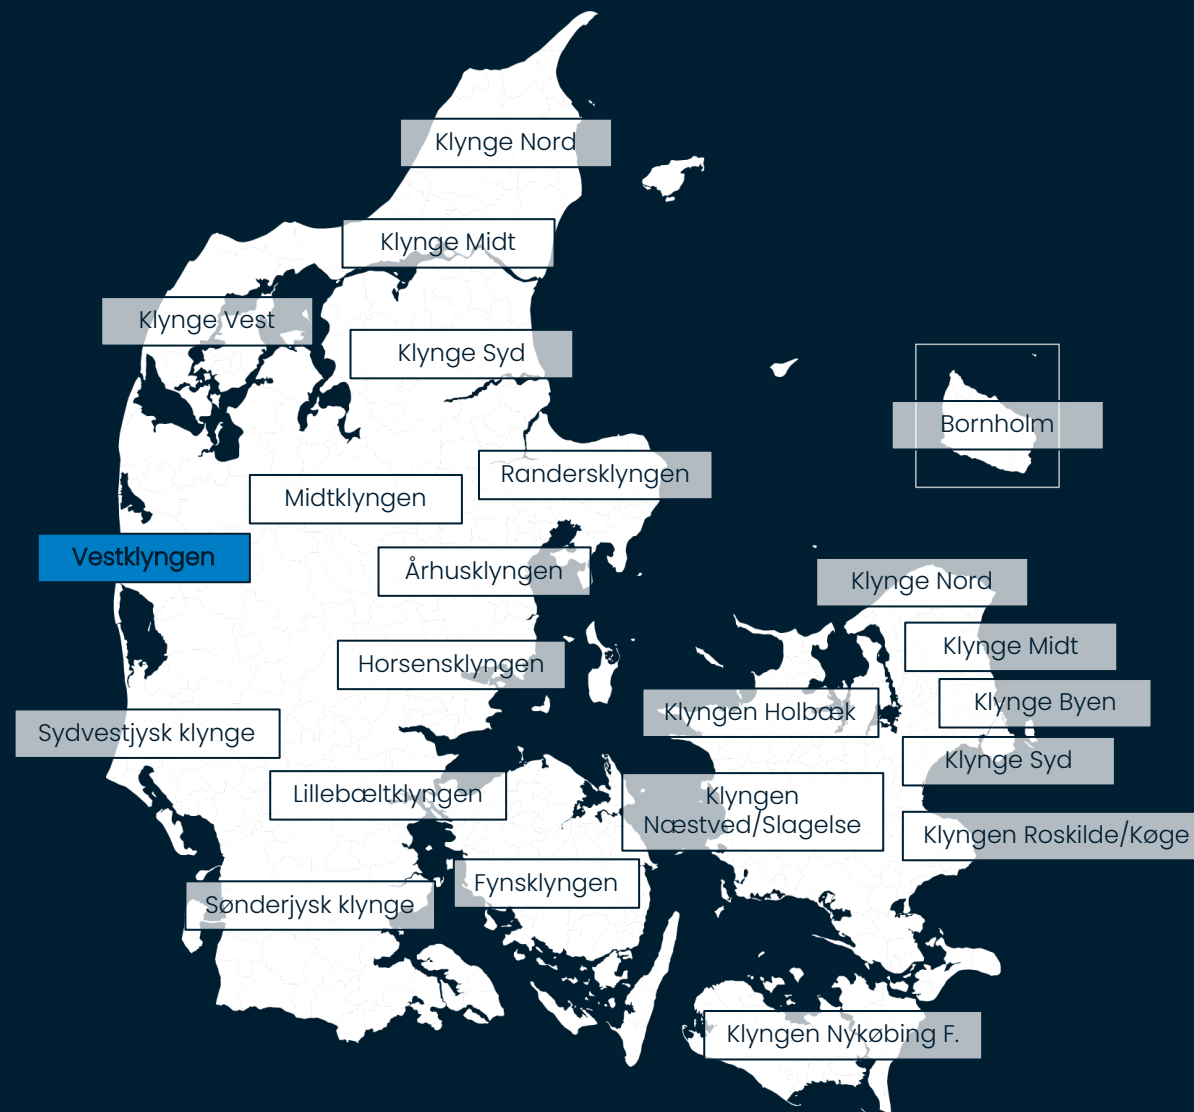 Klynge Nord
Klynge Midt
Klynge Vest
Klynge Syd
Bornholm
Randersklyngen
Midtklyngen
Vestklyngen
Århusklyngen
Klynge Nord
Klynge Midt
Horsensklyngen
Klynge Byen
Klyngen Holbæk
Sydvestjysk klynge
Klynge Syd
Lillebæltklyngen
Klyngen
Næstved/Slagelse
Klyngen Roskilde/Køge
Fynsklyngen
Sønderjysk klynge
Klyngen Nykøbing F.